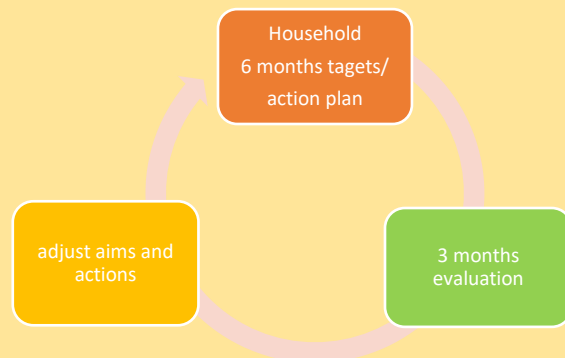 Household
6 months tagets/
action plan
3 months
evaluation
adjust aims and
actions